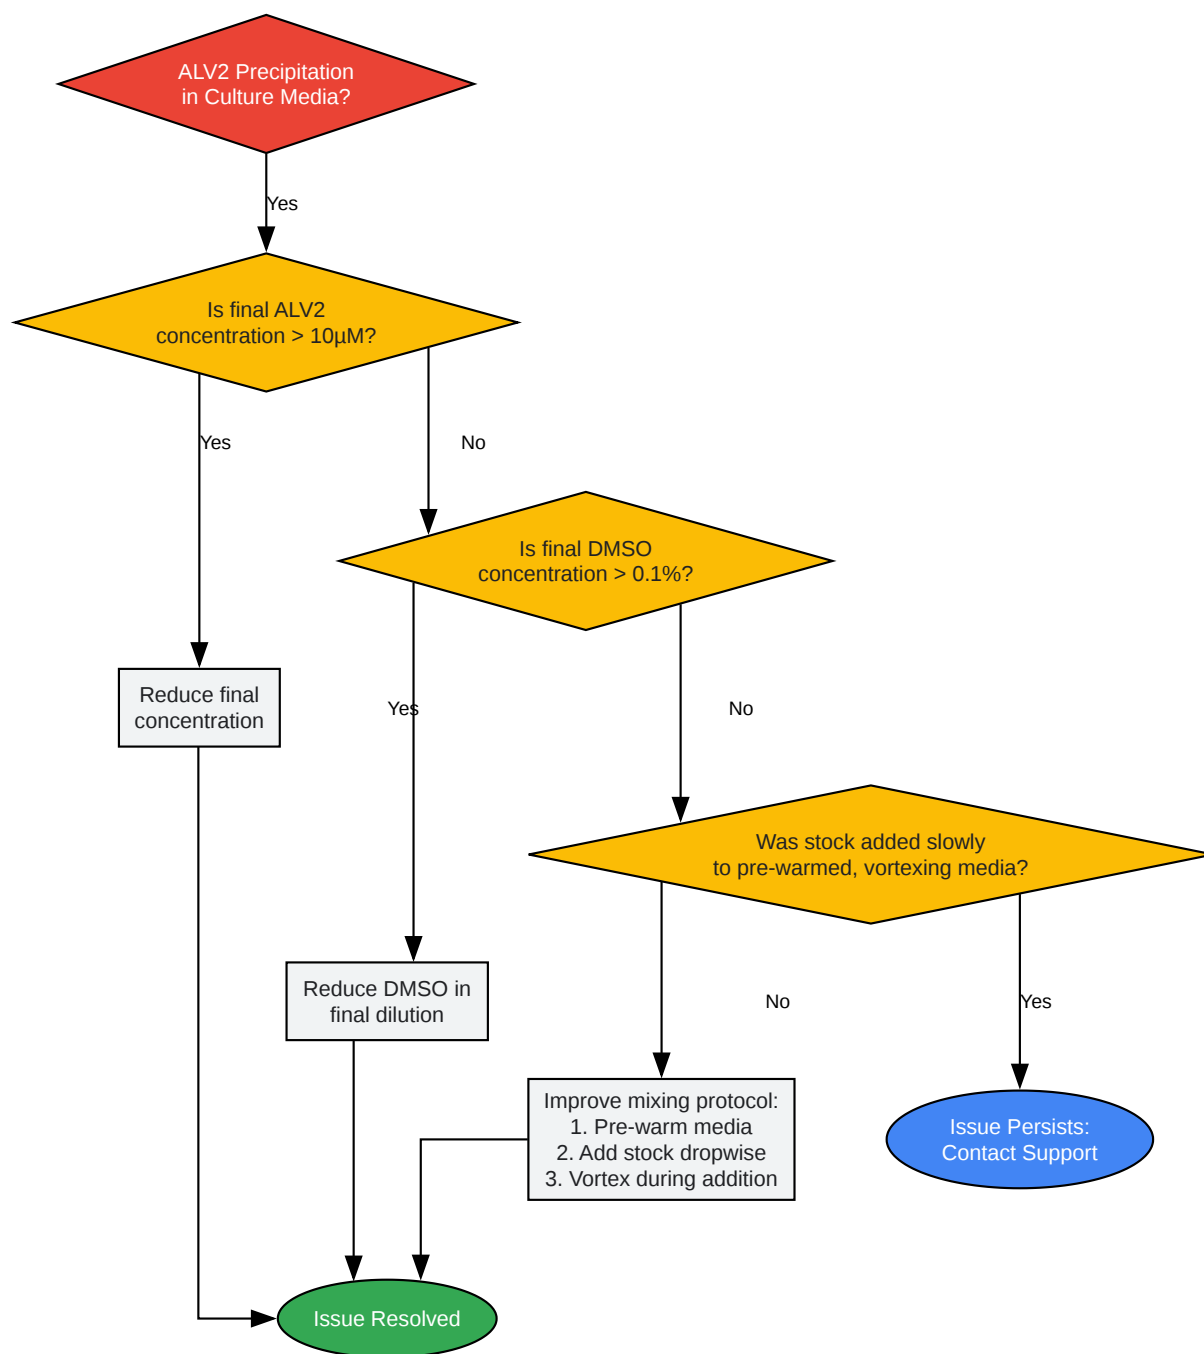 ALV2 Precipitation
in Culture Media?
Yes
Is final ALV2
concentration > 10µM?
Yes
No
Is final DMSO
concentration > 0.1%?
Reduce final
concentration
Yes
No
Was stock added slowly
to pre-warmed, vortexing media?
Reduce DMSO in
final dilution
No
Yes
Improve mixing protocol:
1. Pre-warm media
2. Add stock dropwise
3. Vortex during addition
Issue Persists:
Contact Support
Issue Resolved